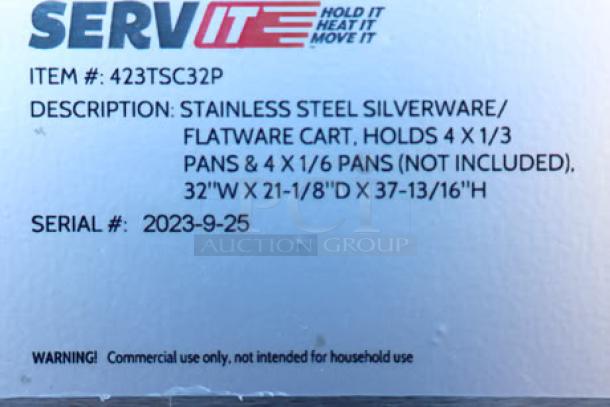 SERVIT HOLD IT
HEAT IT
MOVE IT
ITEM #: 423TSC32P
DESCRIPTION: STAINLESS STEEL SILVERWARE/
FLATWARE CART, HOLDS 4 X 1/3
PANS & 4 X 1/6 PANS (NOT INCLUDED),
32"W X 21-1/8"D X 37-13/16"H
SERIAL #: 2023-9-25
PCI
AUCTION GROUP
WARNING! Commercial use only, not intended for household use